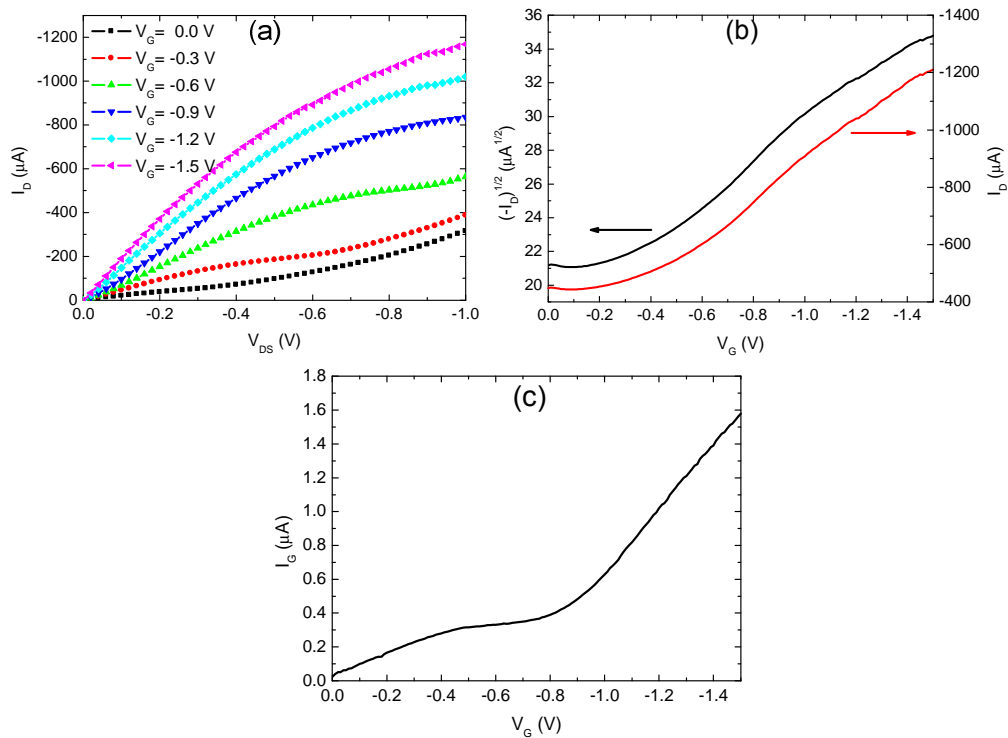 (a)
V_G= 0.0 V
V_G= -0.3 V
V_G= -0.6 V
V_G= -0.9 V
V_G= -1.2 V
V_G= -1.5 V
-1200
-1000
-800
-600
-400
-200
0
I_D (μA)
0.0 -0.2 -0.4 -0.6 -0.8 -1.0
V_DS (V)
(b)
36
34
32
30
28
26
24
22
20
(-I_D)^1/2 (μA^1/2)
-1400
-1200
-1000
-800
-600
-400
I_D (μA)
0.0 -0.2 -0.4 -0.6 -0.8 -1.0 -1.2 -1.4
V_G (V)
(c)
1.8
1.6
1.4
1.2
1.0
0.8
0.6
0.4
0.2
0.0
I_G (μA)
0.0 -0.2 -0.4 -0.6 -0.8 -1.0 -1.2 -1.4
V_G (V)